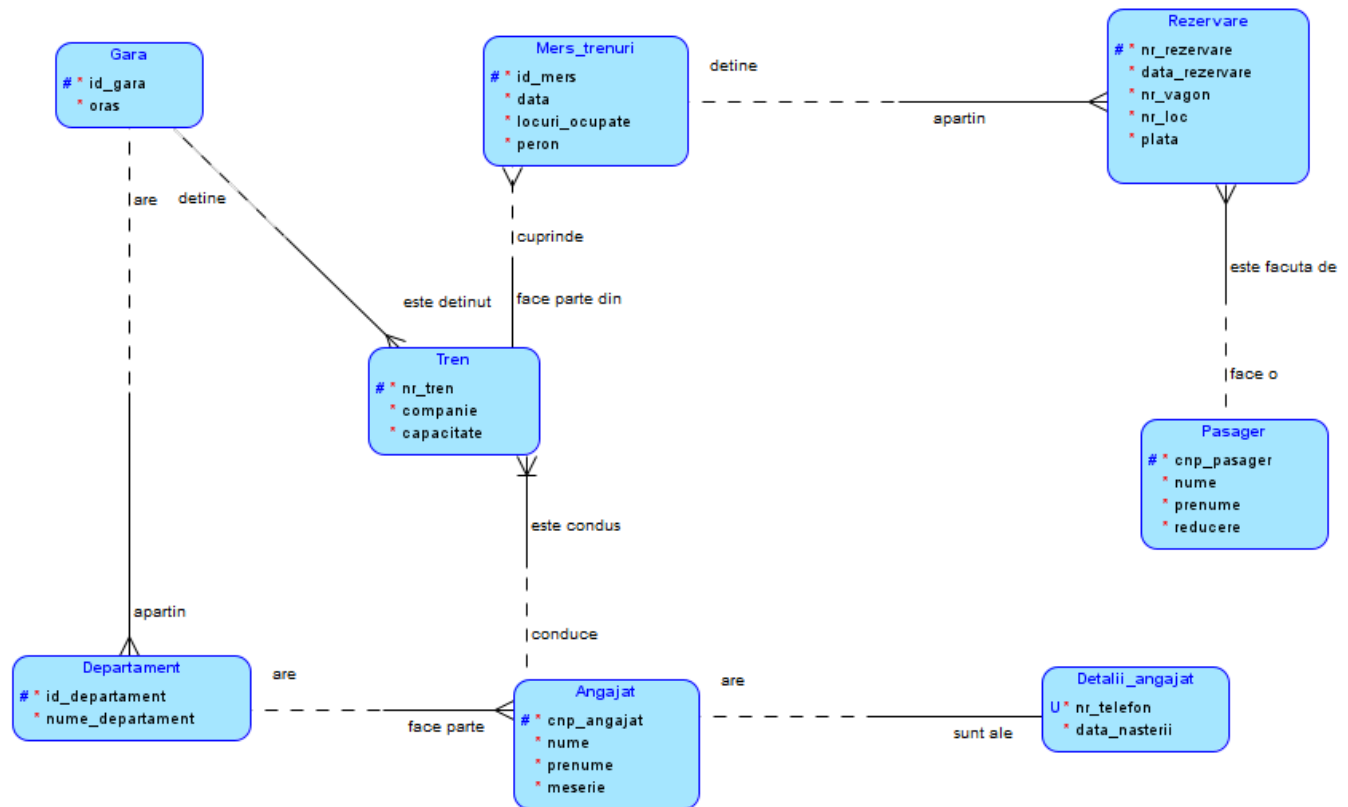 Gara
# * id_gara
* oras
Mers_trenuri
# * id_mers
* data
* locuri_ocupate
* peron
detine
apartin
Rezervare
# * nr_rezervare
* data_rezervare
* nr_vagon
* nr_loc
* plata
are
detine
cuprinde
este detinut
face parte din
este facuta de
face o
Tren
# * nr_tren
* companie
* capacitate
Pasager
# * cnp_pasager
* nume
* prenume
* reducere
este condus
conduce
apartin
Departament
# * id_departament
* nume_departament
are
face parte
Angajat
# * cnp_angajat
* nume
* prenume
* meserie
are
sunt ale
Detalii_angajat
U * nr_telefon
* data_nasterii